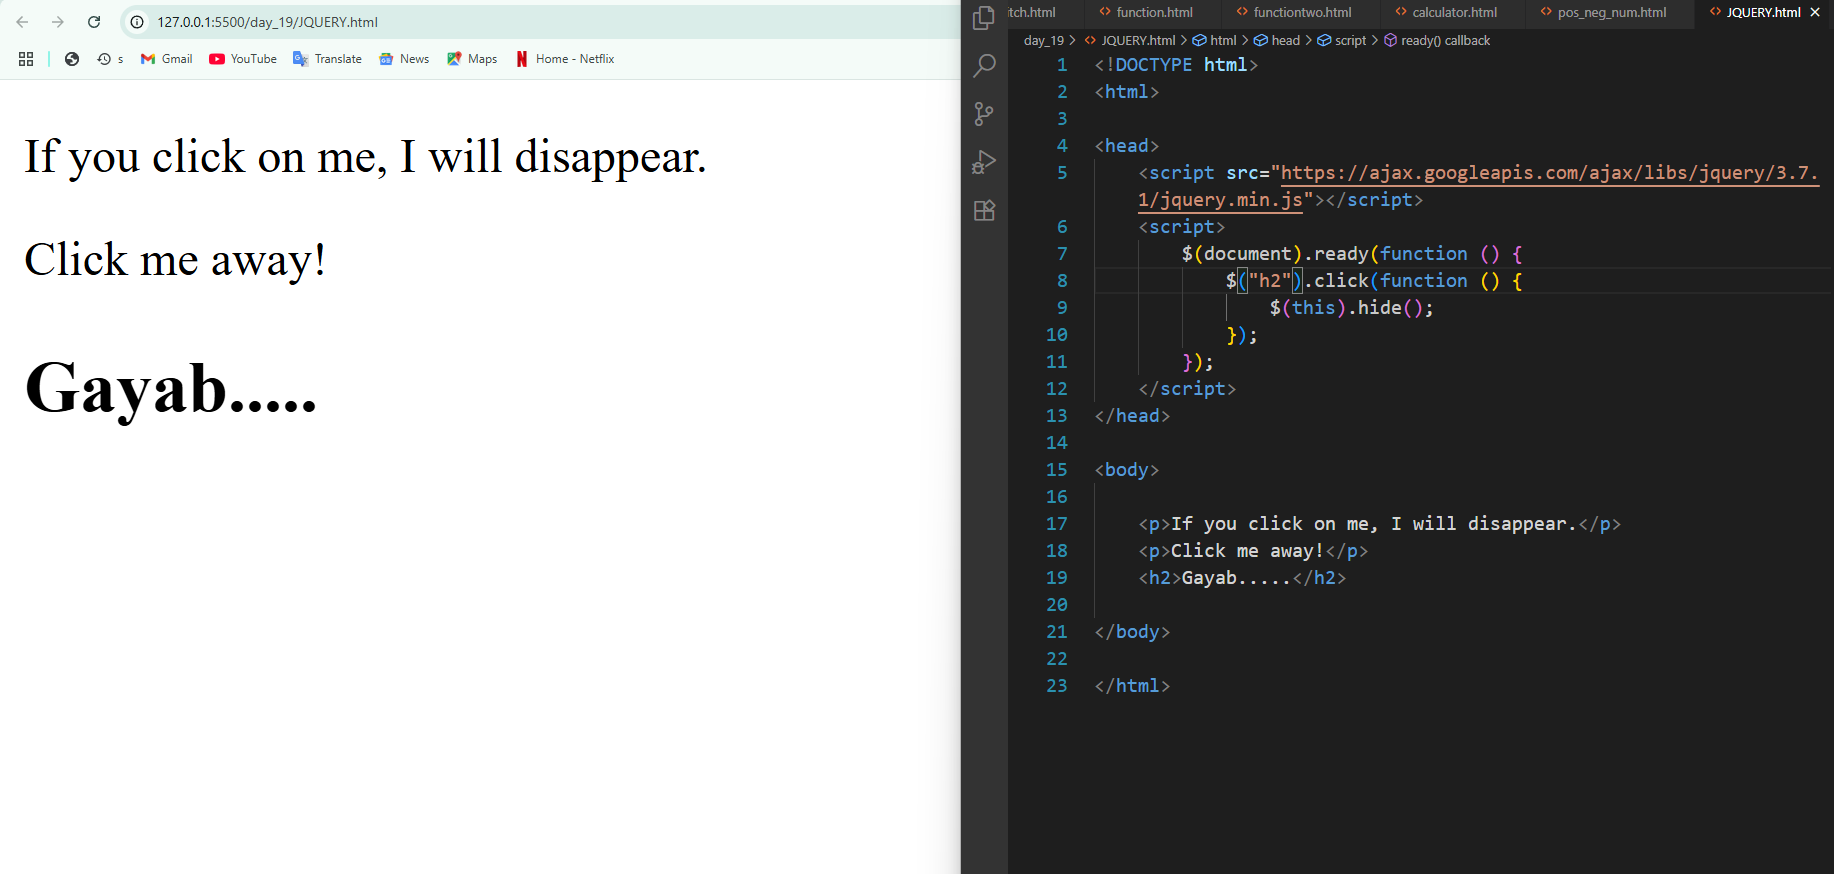 127.0.0.1:5500/day_19/JQUERY.html
s Gmail YouTube Translate News Maps Home - Netflix
If you click on me, I will disappear.
Click me away!
Gayab.....
itch.html function.html functiontwo.html calculator.html pos_neg_num.html JQUERY.html
day_19 > JQUERY.html > html > head > script > ready() callback
1 <!DOCTYPE html>
2 <html>
3
4 <head>
5 <script src="https://ajax.googleapis.com/ajax/libs/jquery/3.7.
1/jquery.min.js"></script>
6 <script>
7 $(document).ready(function () {
8 $("h2").click(function () {
9 $(this).hide();
10 });
11 });
12 </script>
13 </head>
14
15 <body>
16
17 <p>If you click on me, I will disappear.</p>
18 <p>Click me away!</p>
19 <h2>Gayab.....</h2>
20
21 </body>
22
23 </html>